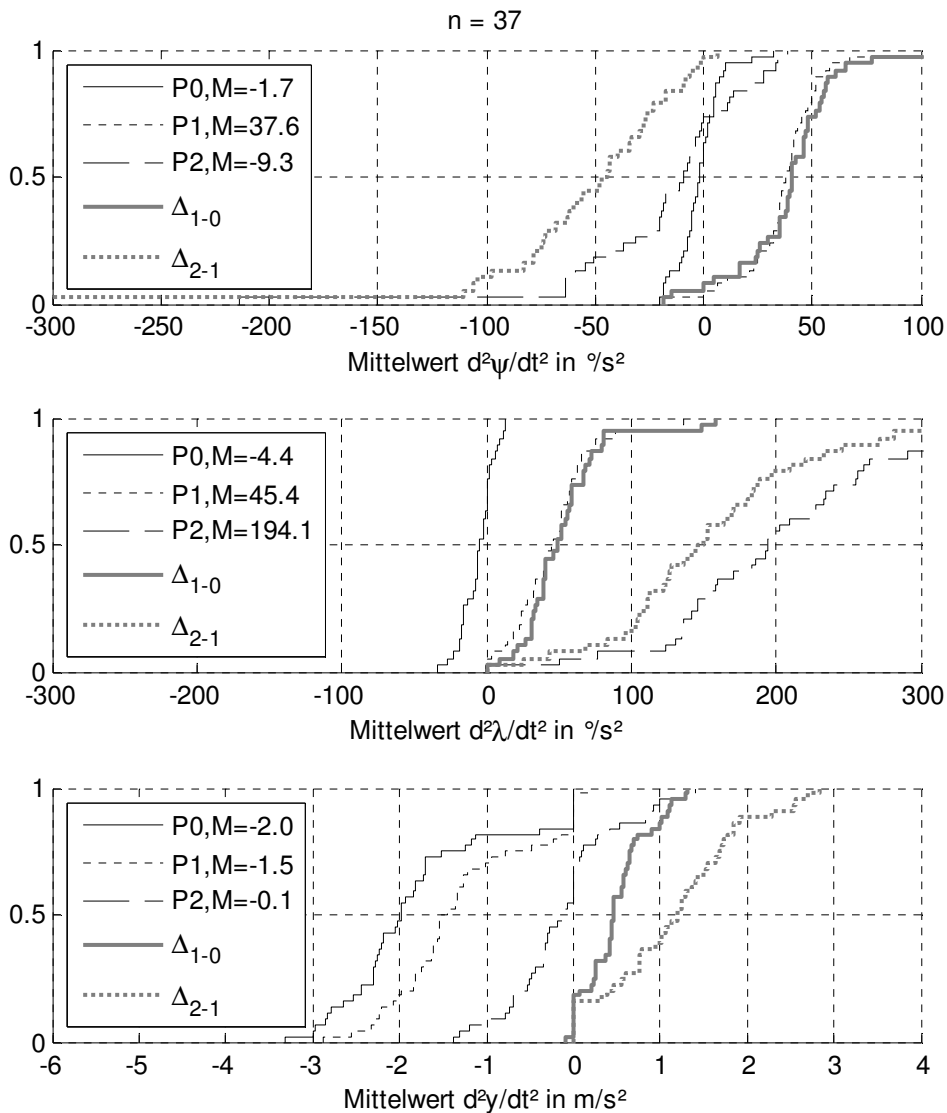 n = 37
1
0.5
0
P0,M=-1.7
P1,M=37.6
P2,M=-9.3
Δ1-0
Δ2-1
-300 -250 -200 -150 -100 -50 0 50 100
Mittelwert d²ψ/dt² in °/s²
1
0.5
0
P0,M=-4.4
P1,M=45.4
P2,M=194.1
Δ1-0
Δ2-1
-300 -200 -100 0 100 200 300
Mittelwert d²λ/dt² in °/s²
1
0.5
0
P0,M=-2.0
P1,M=-1.5
P2,M=-0.1
Δ1-0
Δ2-1
-6 -5 -4 -3 -2 -1 0 1 2 3 4
Mittelwert d²y/dt² in m/s²